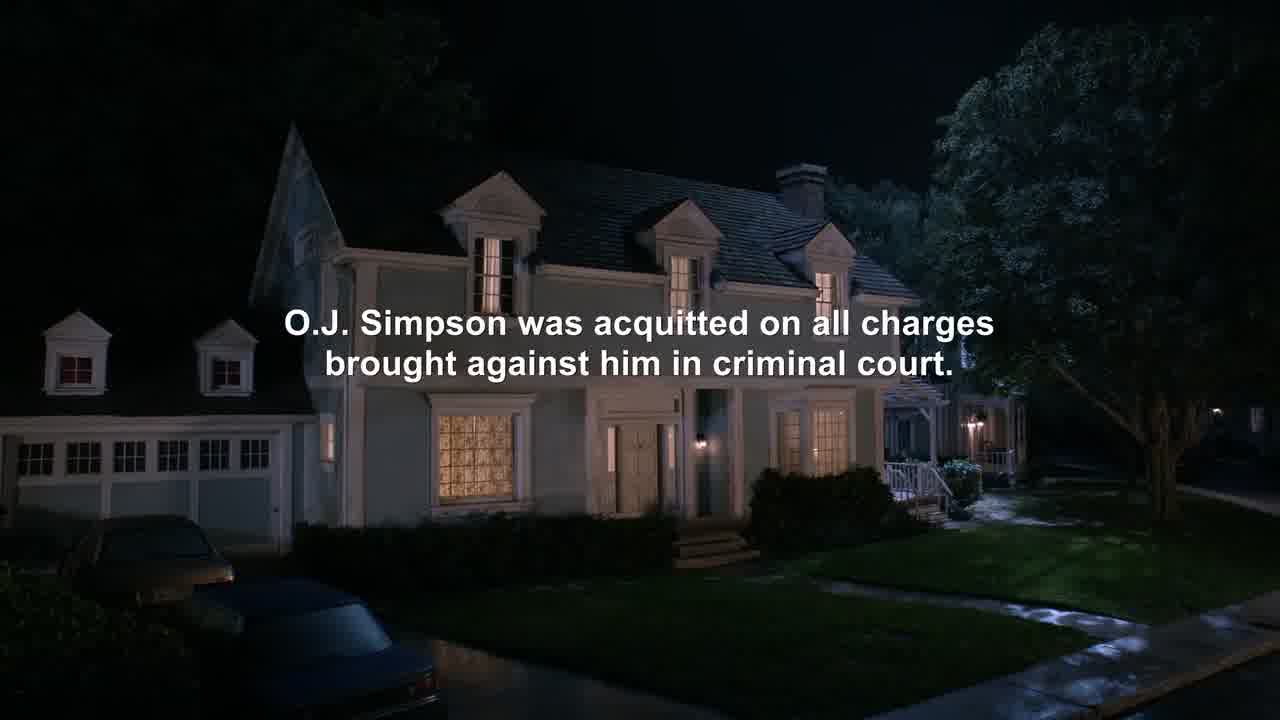 O.J. Simpson was acquitted on all charges
brought against him in criminal court.